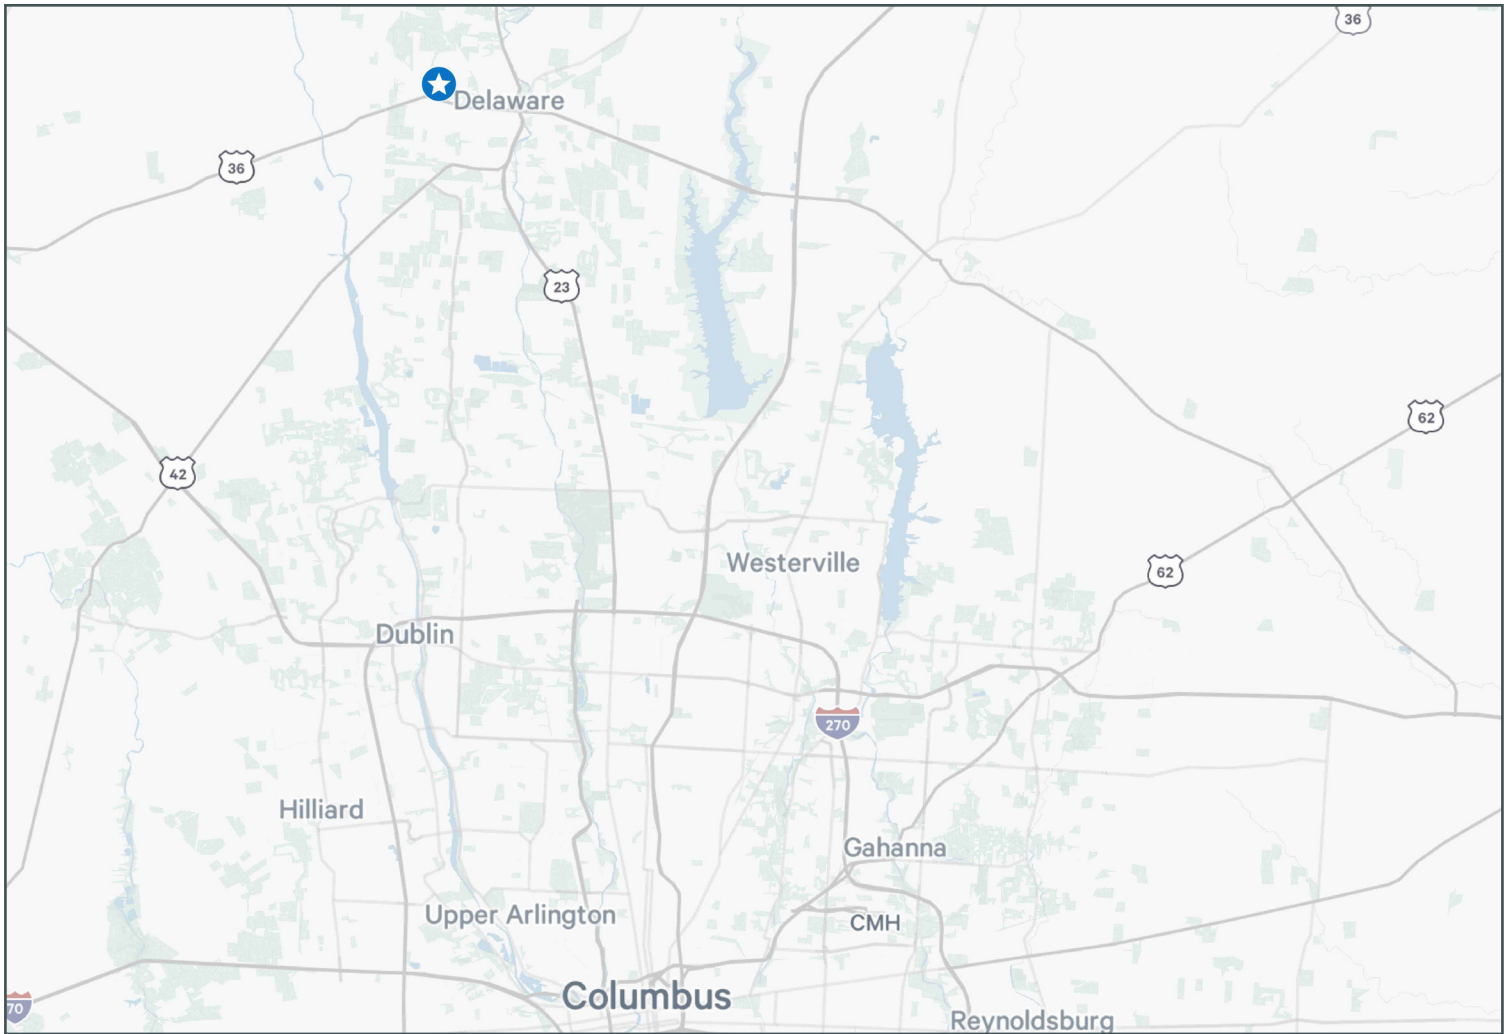 36
Delaware
36
23
62
42
Westerville
62
Dublin
270
Hilliard
Gahanna
Upper Arlington
CMH
Columbus
70
Reynoldsburg